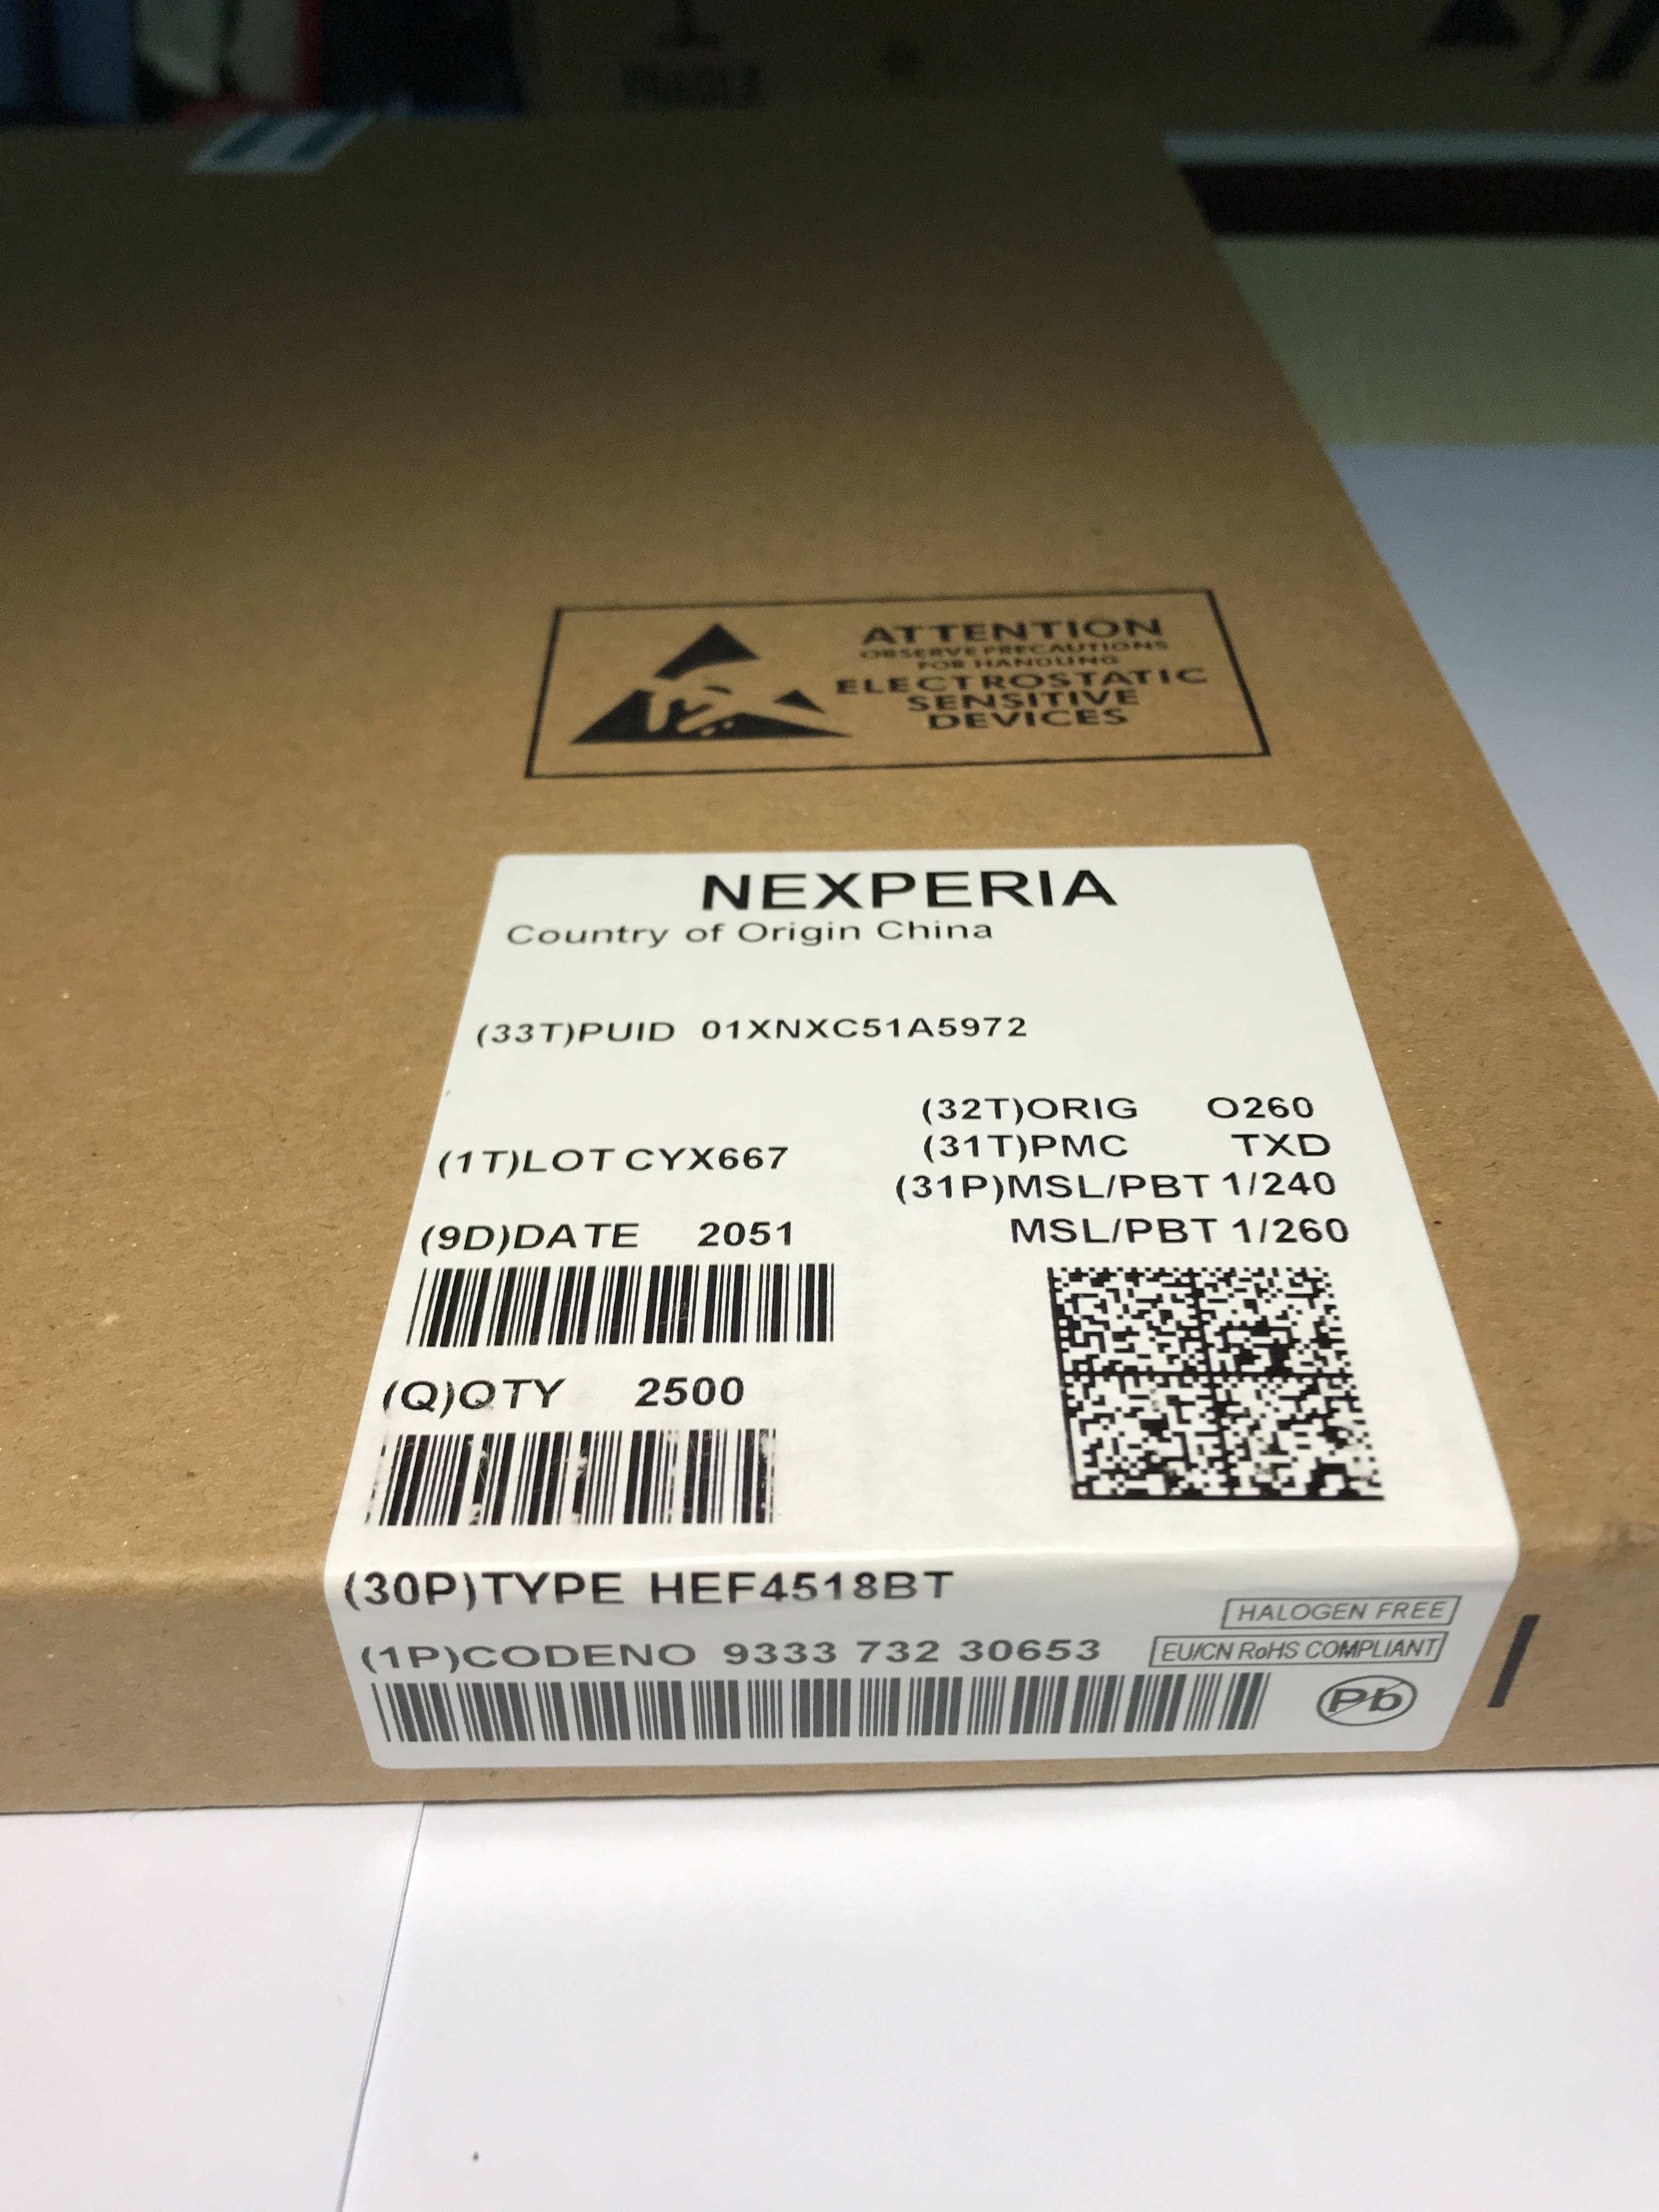 FRAGILE
ATTENTION
OBSERVE PRECAUTIONS
FOR HANDLING
ELECTROSTATIC
SENSITIVE
DEVICES
NEXPERIA
Country of Origin China
(33T)PUID 01XNXC51A5972
(32T)ORIG O260
(31T)PMC TXD
(1T)LOT CYX667
(31P)MSL/PBT 1/240
(9D)DATE 2051
MSL/PBT 1/260
(Q)QTY 2500
(30P)TYPE HEF4518BT
HALOGEN FREE
(1P)CODENO 9333 732 30653
EU/CN RoHS COMPLIANT
Pb